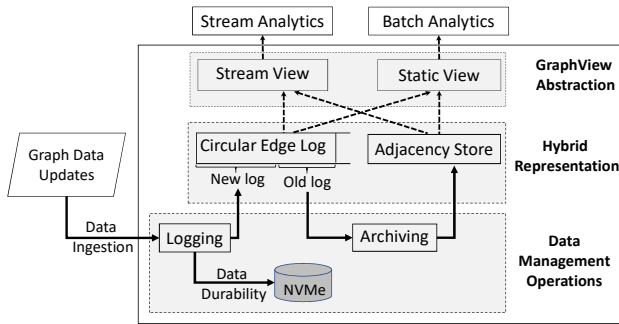 Stream Analytics
Batch Analytics
Stream View
Static View
GraphView
Abstraction
Circular Edge Log
Adjacency Store
Hybrid
Representation
New log
Old log
Graph Data
Updates
Data
Ingestion
Logging
Archiving
Data
Management
Operations
Data
Durability
NVMe